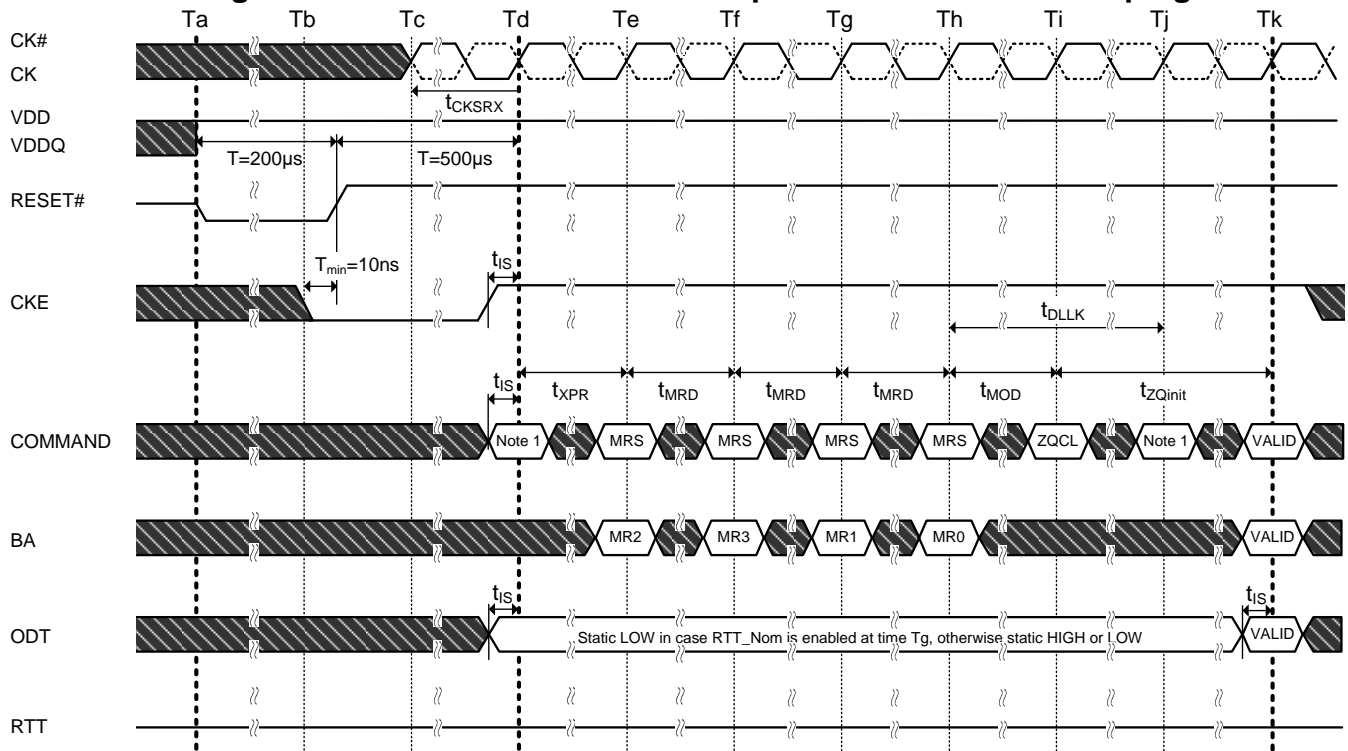 Ta Tb Tc Td Te Tf Tg Th Ti Tj Tk
CK#
CK
tCKSRX
VDD
VDDQ
T=200µs T=500µs
RESET#
Tmin=10ns tIS
CKE
tDLLK
tIS tXPR tMRD tMRD tMRD tMOD tZQinit
COMMAND Note 1 MRS MRS MRS MRS ZQCL Note 1 VALID
BA MR2 MR3 MR1 MR0 VALID
tIS tIS
ODT Static LOW in case RTT_Nom is enabled at time Tg, otherwise static HIGH or LOW VALID
RTT